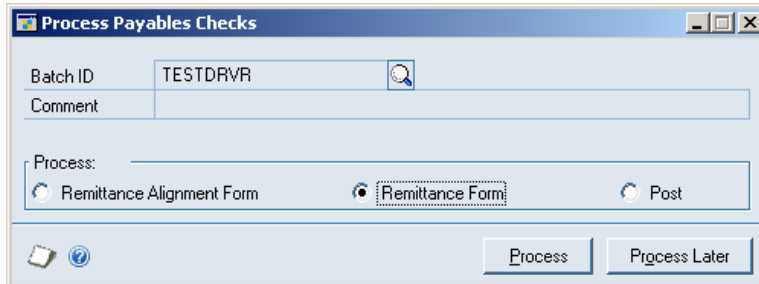 Process Payables Checks
Batch ID TESTDRVR
Comment
Process:
Remittance Alignment Form Remittance Form Post
Process Process Later